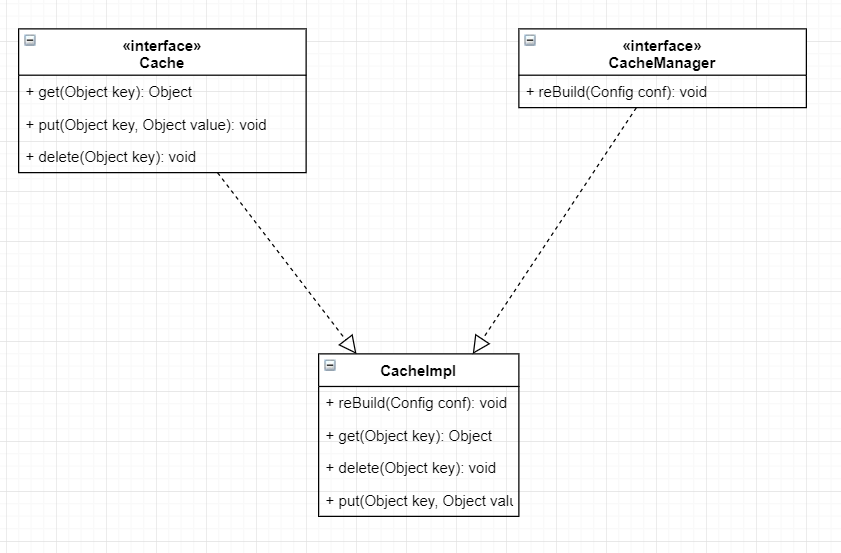 «interface»
Cache
+ get(Object key): Object
+ put(Object key, Object value): void
+ delete(Object key): void
«interface»
CacheManager
+ reBuild(Config conf): void
CacheImpl
+ reBuild(Config conf): void
+ get(Object key): Object
+ delete(Object key): void
+ put(Object key, Object